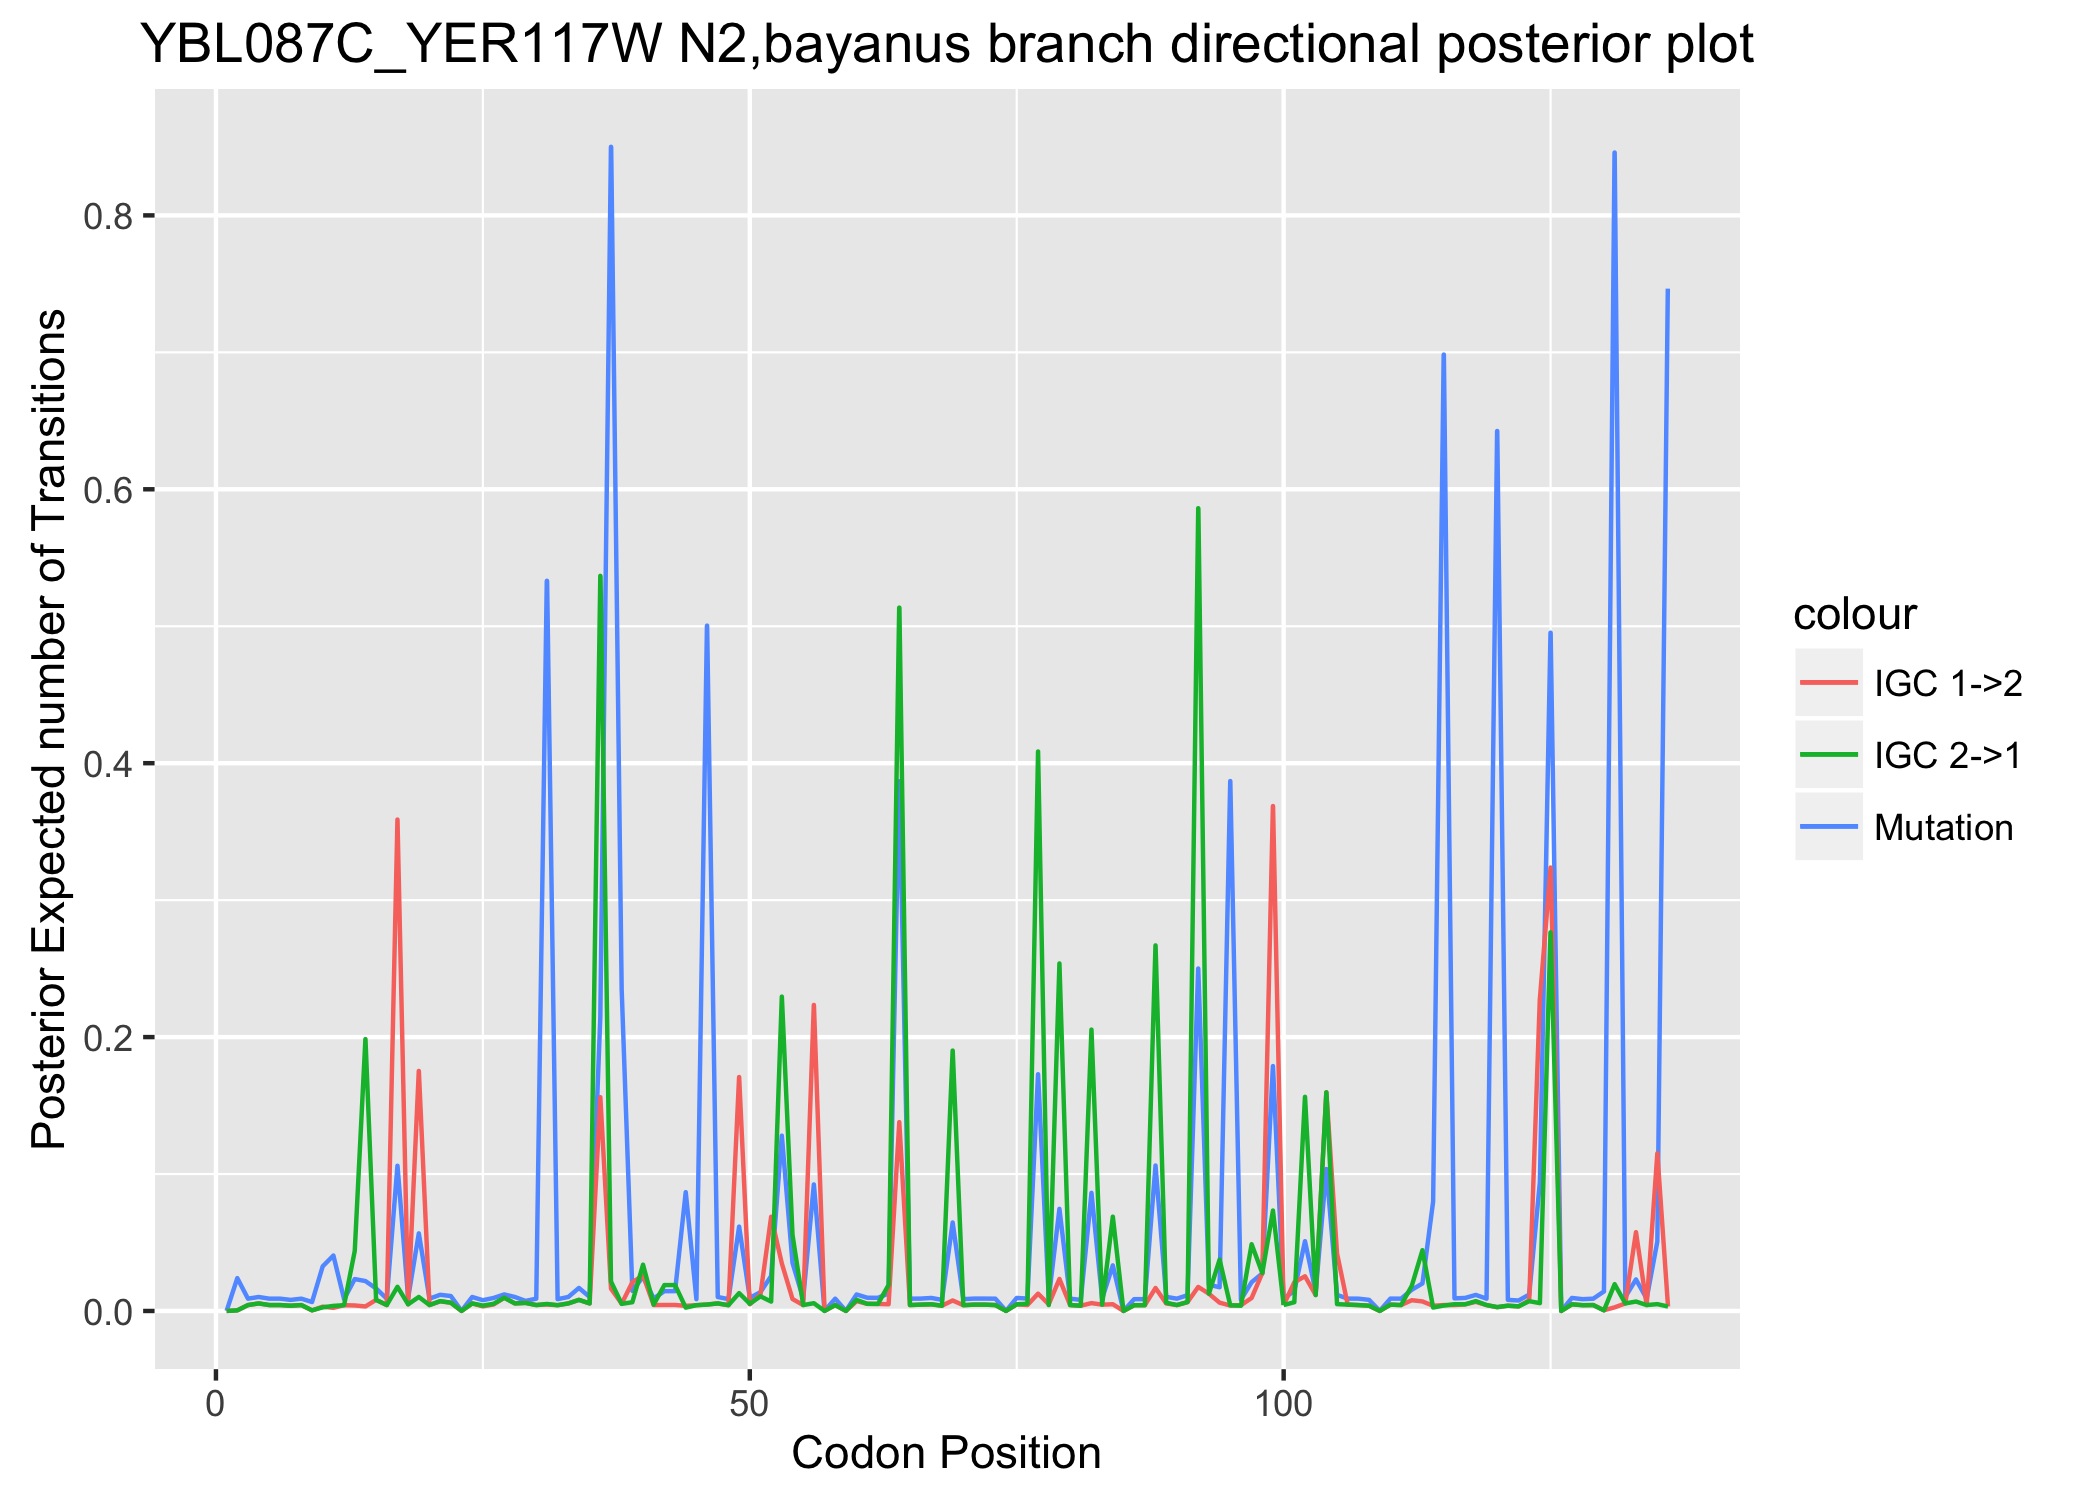 YBL087C_YER117W N2,bayanus branch directional posterior plot
Posterior Expected number of Transitions
0.8
0.6
0.4
0.2
0.0
0
50
100
Codon Position
colour
IGC 1->2
IGC 2->1
Mutation